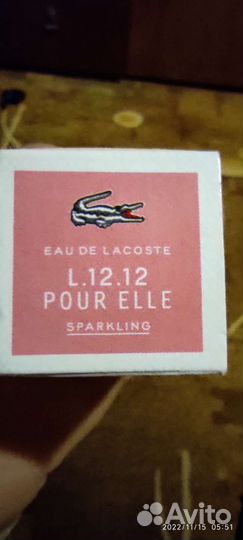 EAU DE LACOSTE
L.12.12
POUR ELLE
SPARKLING
Avito
2022/11/15 05:51